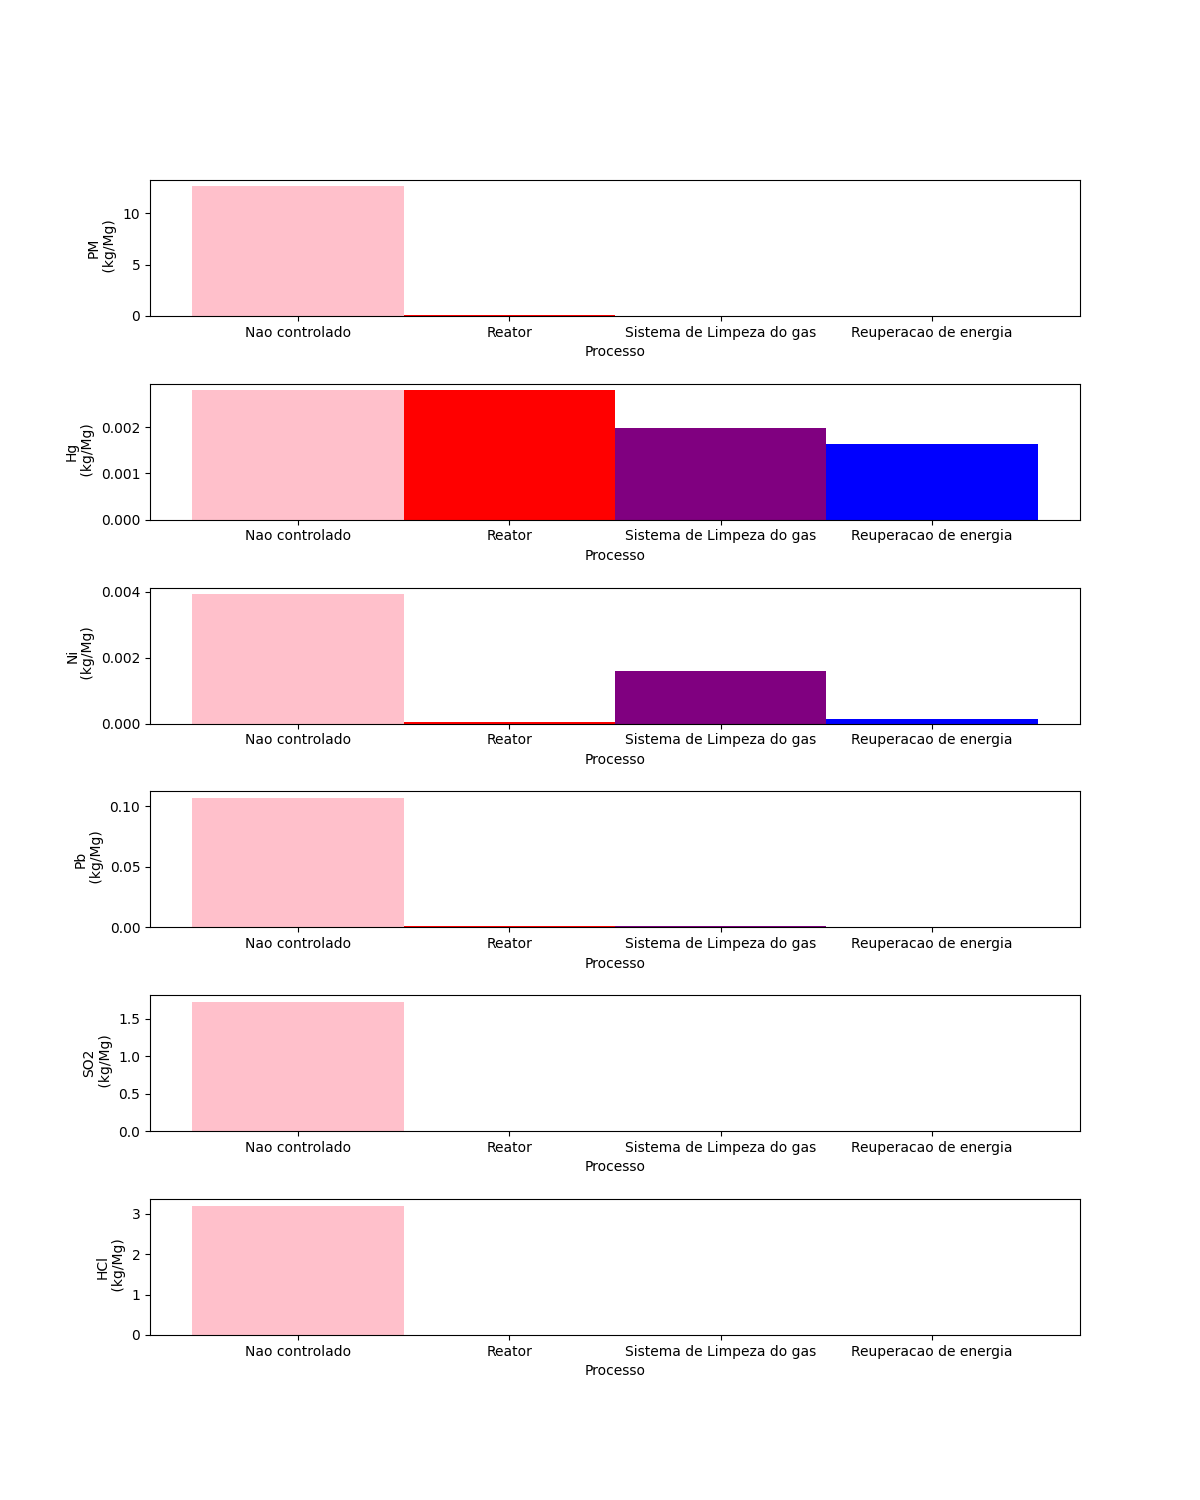 PM
(kg/Mg)
10
5
0
Nao controlado Reator Sistema de Limpeza do gas Reuperacao de energia
Processo
Hg
(kg/Mg)
0.002
0.001
0.000
Nao controlado Reator Sistema de Limpeza do gas Reuperacao de energia
Processo
Ni
(kg/Mg)
0.004
0.002
0.000
Nao controlado Reator Sistema de Limpeza do gas Reuperacao de energia
Processo
Pb
(kg/Mg)
0.10
0.05
0.00
Nao controlado Reator Sistema de Limpeza do gas Reuperacao de energia
Processo
SO2
(kg/Mg)
1.5
1.0
0.5
0.0
Nao controlado Reator Sistema de Limpeza do gas Reuperacao de energia
Processo
HCl
(kg/Mg)
3
2
1
0
Nao controlado Reator Sistema de Limpeza do gas Reuperacao de energia
Processo